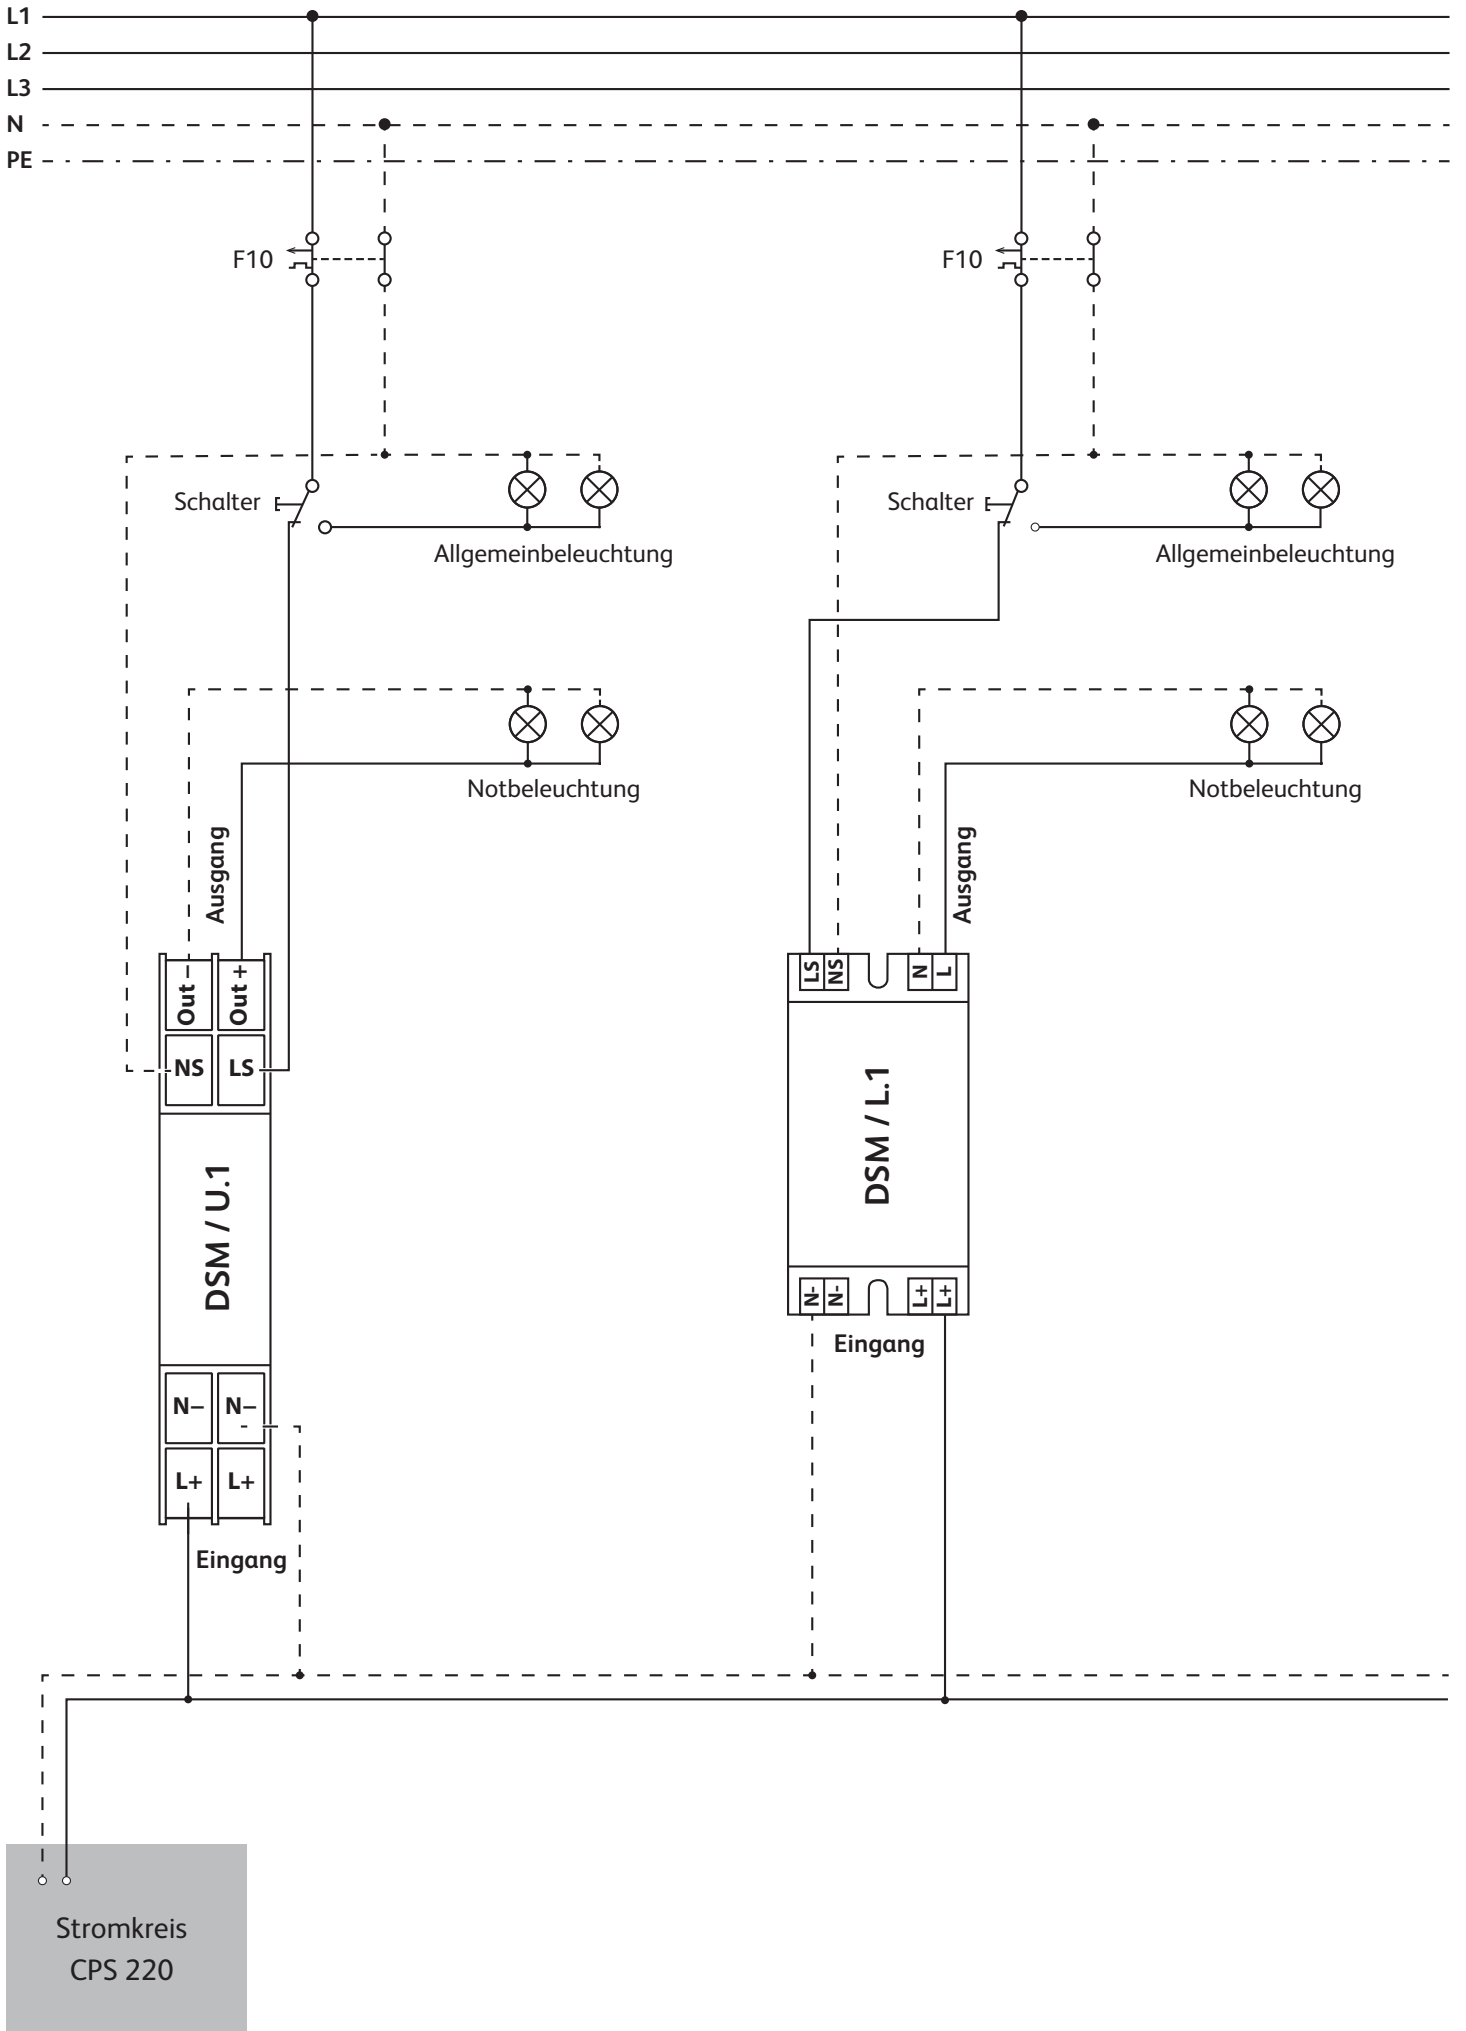 L1
L2
L3
N
PE
F10
F10
Schalter
Schalter
Allgemeinbeleuchtung
Allgemeinbeleuchtung
Notbeleuchtung
Notbeleuchtung
Ausgang
Ausgang
Out –
Out +
LS
NS
N
L
NS
LS
DSM / U.1
DSM / L.1
N-
N-
L+
L+
Eingang
N–
N–
L+
L+
Eingang
Stromkreis
CPS 220